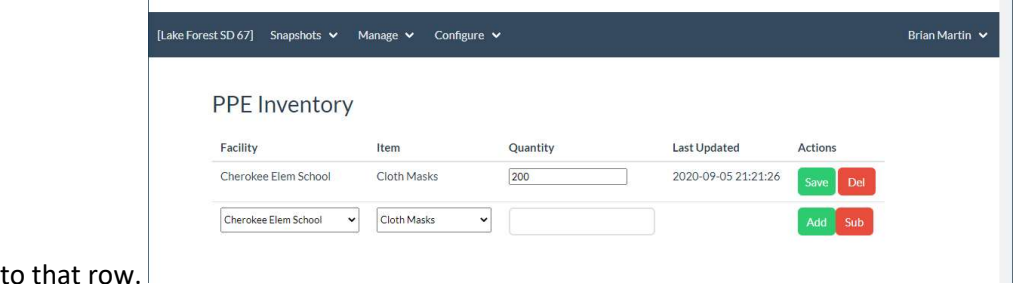 [Lake Forest SD 67] Snapshots Manage Configure Brian Martin
PPE Inventory
Facility Item Quantity Last Updated Actions
Cherokee Elem School Cloth Masks 200 2020-09-05 21:21:26 Save Del
Cherokee Elem School Cloth Masks Add Sub
to that row.